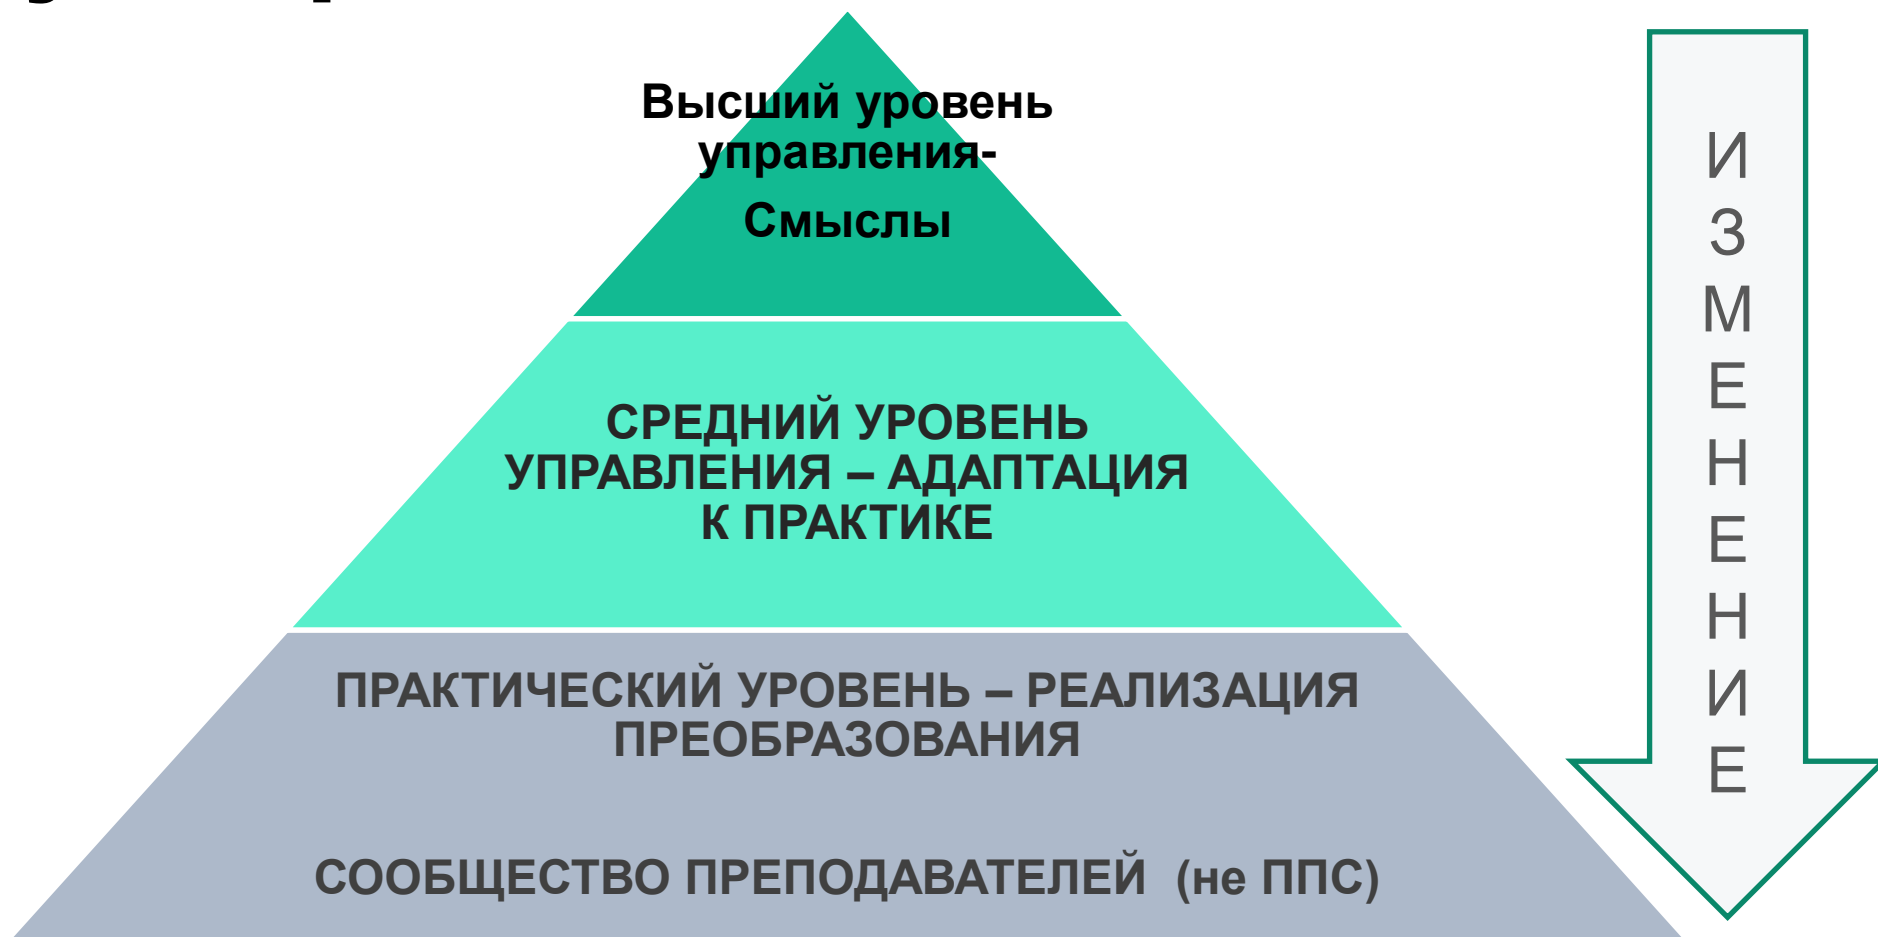 Высший уровень
управления-
Смыслы
СРЕДНИЙ УРОВЕНЬ
УПРАВЛЕНИЯ – АДАПТАЦИЯ
К ПРАКТИКЕ
ПРАКТИЧЕСКИЙ УРОВЕНЬ – РЕАЛИЗАЦИЯ
ПРЕОБРАЗОВАНИЯ
СООБЩЕСТВО ПРЕПОДАВАТЕЛЕЙ (не ППС)
И
З
М
Е
Н
Е
Н
И
Е